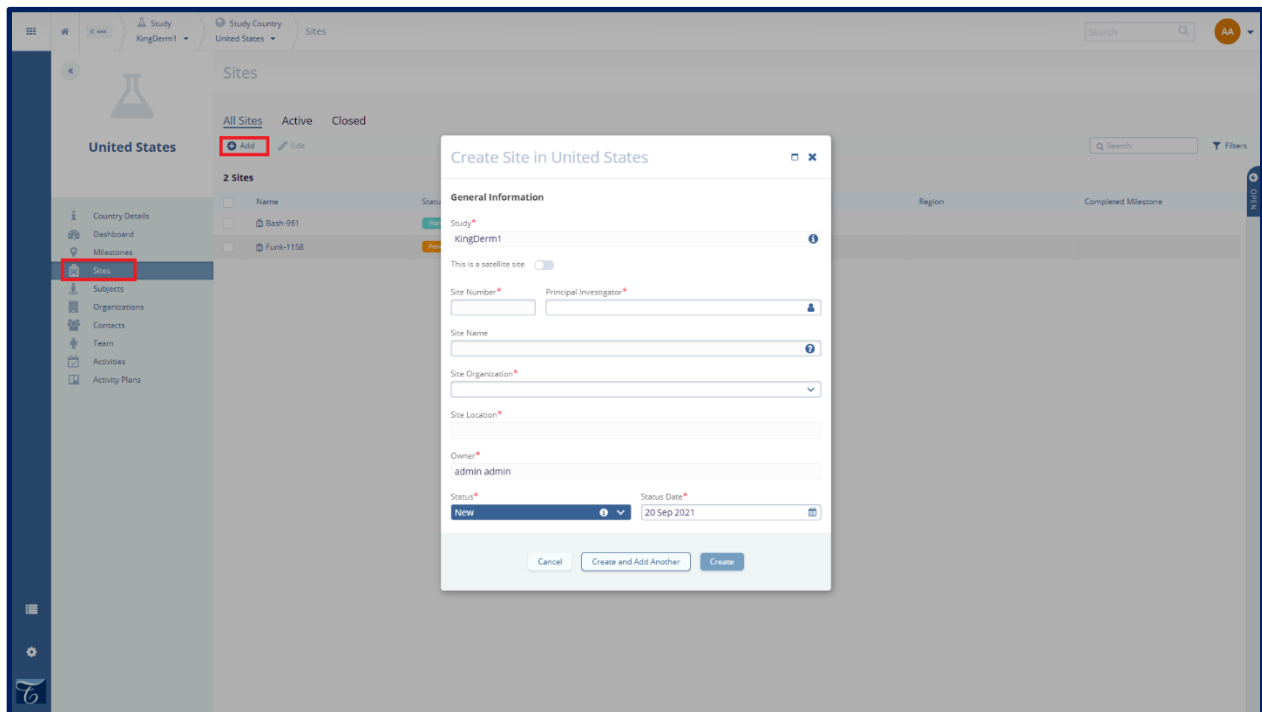 Study
KingDerm1
Study Country
United States
Sites
Search
AA
Sites
United States
All Sites Active Closed
Add Edit
Search
Filters
2 Sites
OPEN
Name
Region Completed Milestone
Bash-961
Funk-1158
Country Details
Dashboard
Milestones
Sites
Subjects
Organizations
Contacts
Team
Activities
Activity Plans
Create Site in United States
General Information
Study*
KingDerm1
This is a satellite site
Site Number* Principal Investigator*
Site Name
Site Organization*
Site Location*
Owner*
admin admin
Status* Status Date*
New 20 Sep 2021
Cancel Create and Add Another Create